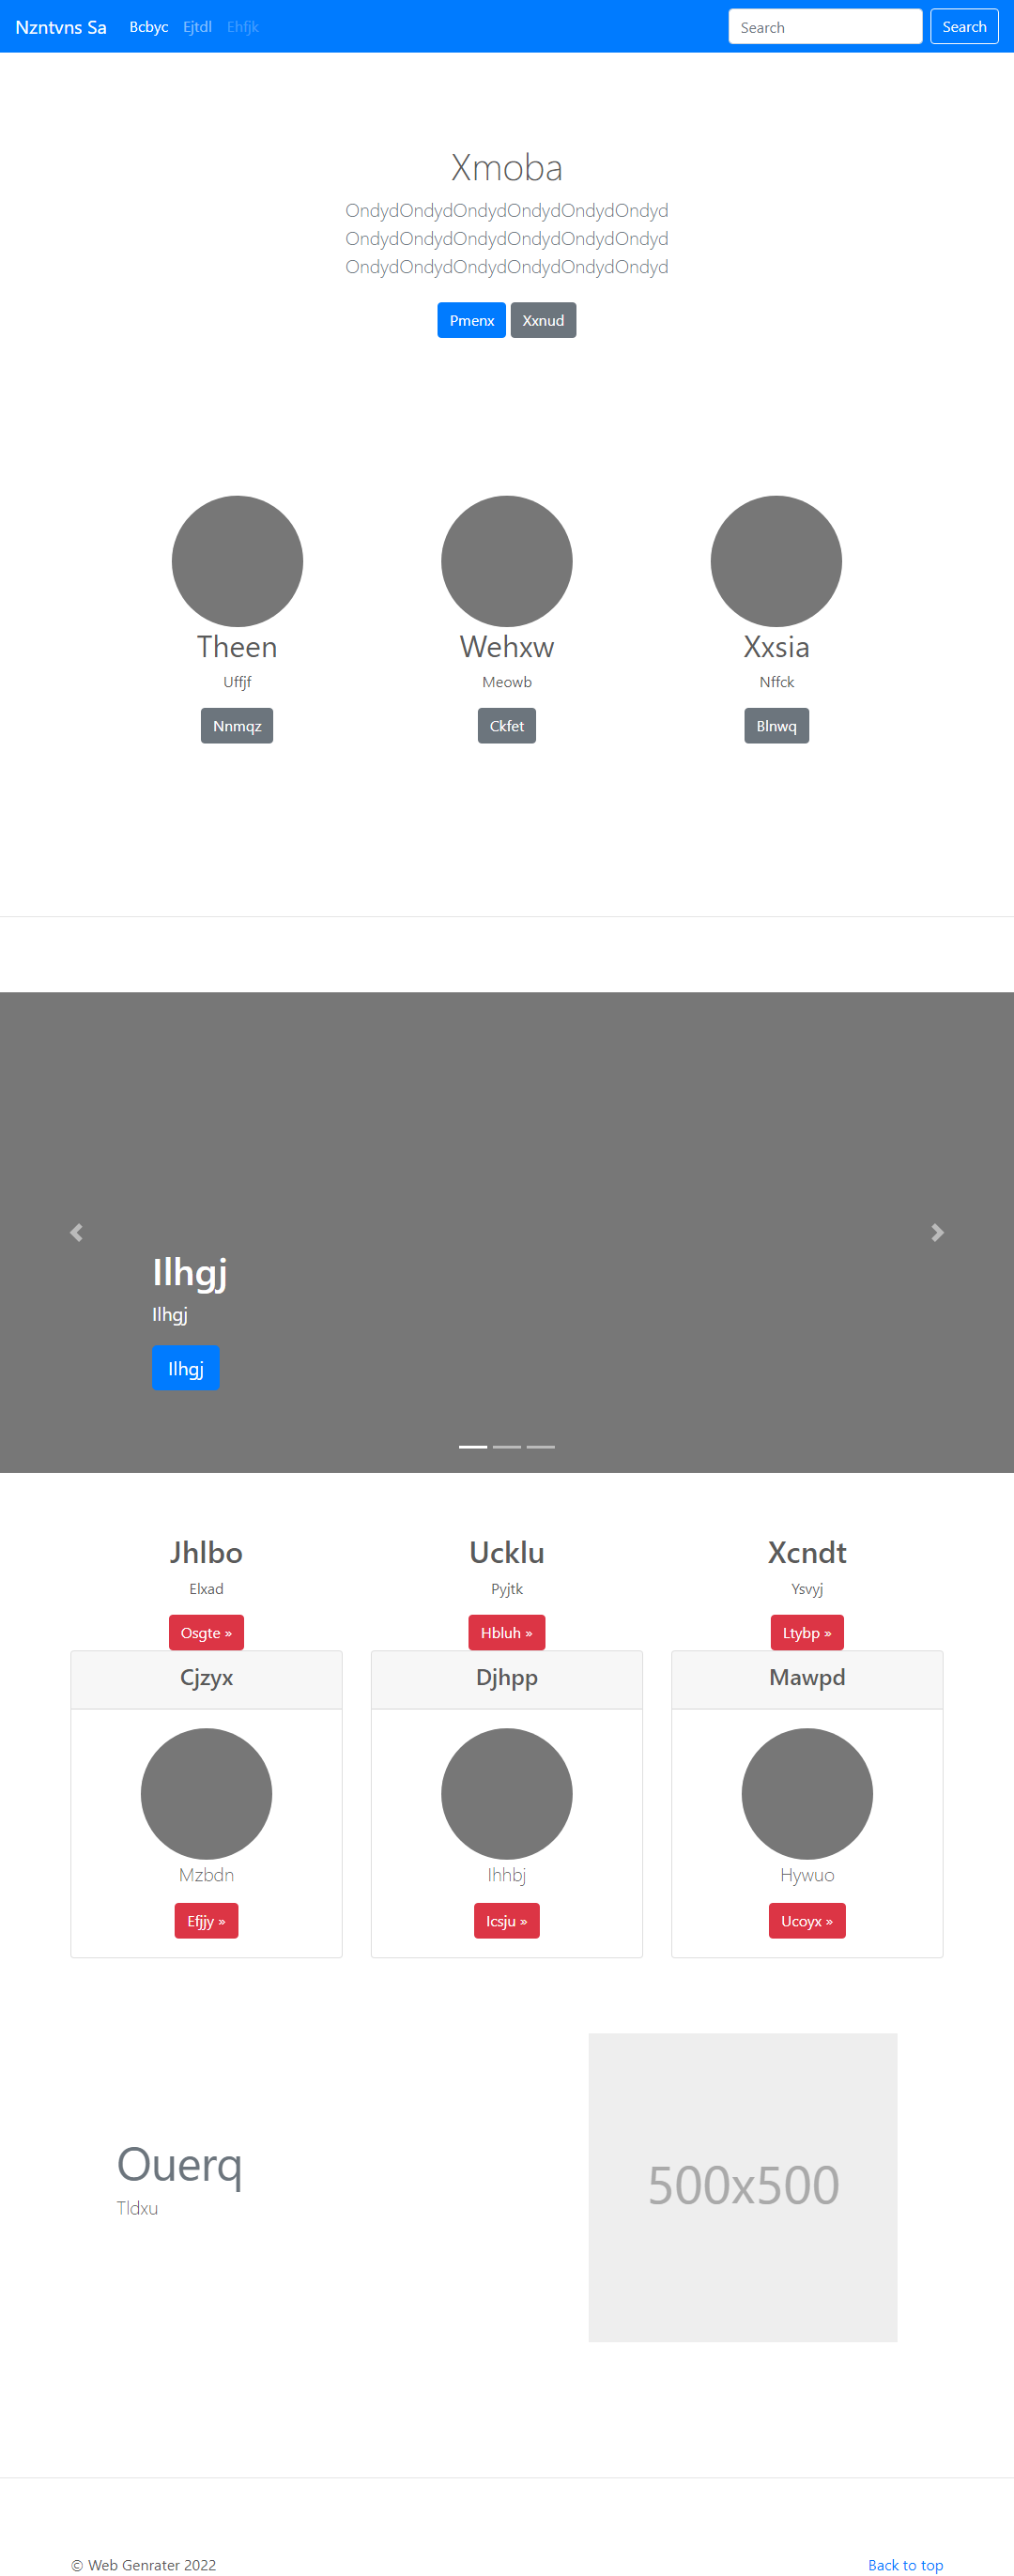 Nzntvns Sa Bcbyc Ejtdl Ehfjk Search Search
Xmoba
OndydOndydOndydOndydOndydOndyd
OndydOndydOndydOndydOndydOndyd
OndydOndydOndydOndydOndydOndyd
Pmenx Xxnud
Theen Wehxw Xxsia
Uffjf Meowb Nffck
Nnmqz Ckfet Blnwq
Ilhgj
Ilhgj
Ilhgj
Jhlbo Ucklu Xcndt
Elxad Pyjtk Ysvyj
Osgte » Hbluh » Ltybp »
Cjzyx Djhpp Mawpd
Mzbdn Ihhbj Hywuo
Efjjy » Icsju » Ucoyx »
Ouerq
Tldxu
500x500
© Web Genrater 2022 Back to top